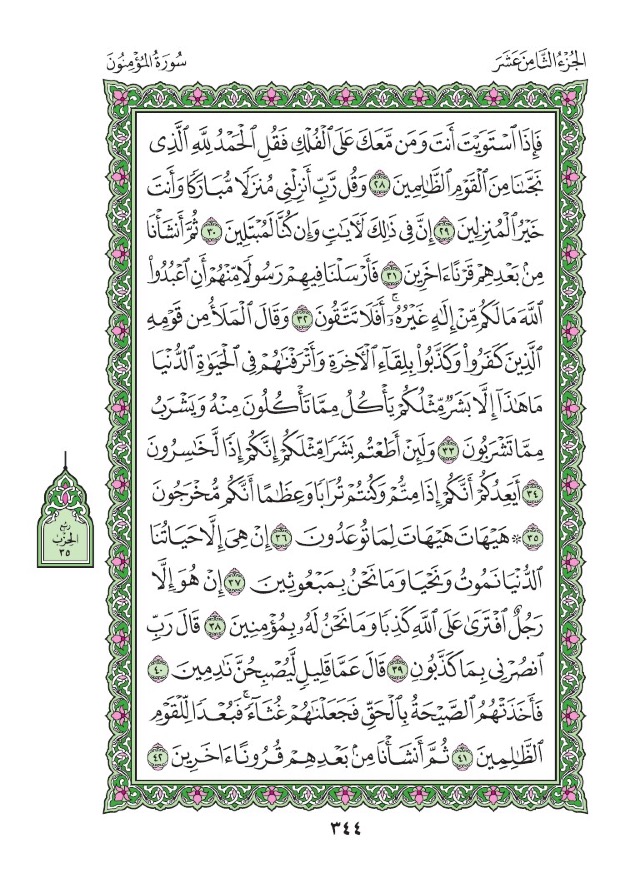 الجُزْءُ الثَّامِنَ عَشَرَ
سُورَةُ المُؤْمِنُونَ
فَإِذَا ٱسۡتَوَيۡتَ أَنتَ وَمَن مَّعَكَ عَلَى ٱلۡفُلۡكِ فَقُلِ ٱلۡحَمۡدُ لِلَّهِ ٱلَّذِى
نَجَّىٰنَا مِنَ ٱلۡقَوۡمِ ٱلظَّٰلِمِينَ ٢٨ وَقُل رَّبِّ أَنزِلۡنِى مُنزَلًا مُّبَارَكًا وَأَنتَ
خَيۡرُ ٱلۡمُنزِلِينَ ٢٩ إِنَّ فِى ذَٰلِكَ لَأٓيَٰتٍ وَإِن كُنَّا لَمُبۡتَلِينَ ٣٠ ثُمَّ أَنشَأۡنَا
مِنۢ بَعۡدِهِمۡ قَرۡنًا ءَاخَرِينَ ٣١ فَأَرۡسَلۡنَا فِيهِمۡ رَسُولًا مِّنۡهُمۡ أَنِ ٱعۡبُدُواْ
ٱللَّهَ مَا لَكُم مِّنۡ إِلَٰهٍ غَيۡرُهُۥٓۚ أَفَلَا تَتَّقُونَ ٣٢ وَقَالَ ٱلۡمَلَأُ مِن قَوۡمِهِ
ٱلَّذِينَ كَفَرُواْ وَكَذَّبُواْ بِلِقَآءِ ٱلۡأٓخِرَةِ وَأَتۡرَفۡنَٰهُمۡ فِى ٱلۡحَيَوٰةِ ٱلدُّنۡيَا
مَا هَٰذَآ إِلَّا بَشَرٌ مِّثۡلُكُمۡ يَأۡكُلُ مِمَّا تَأۡكُلُونَ مِنۡهُ وَيَشۡرَبُ
مِمَّا تَشۡرَبُونَ ٣٣ وَلَئِنۡ أَطَعۡتُم بَشَرًا مِّثۡلَكُمۡ إِنَّكُمۡ إِذًا لَّخَٰسِرُونَ
٣٤ أَيَعِدُكُمۡ أَنَّكُمۡ إِذَا مِتُّمۡ وَكُنتُمۡ تُرَابًا وَعِظَٰمًا أَنَّكُم مُّخۡرَجُونَ
٣٥ ۞ هَيۡهَاتَ هَيۡهَاتَ لِمَا تُوعَدُونَ ٣٦ إِنۡ هِىَ إِلَّا حَيَاتُنَا
ٱلدُّنۡيَا نَمُوتُ وَنَحۡيَا وَمَا نَحۡنُ بِمَبۡعُوثِينَ ٣٧ إِنۡ هُوَ إِلَّا
رَجُلٌ ٱفۡتَرَىٰ عَلَى ٱللَّهِ كَذِبًا وَمَا نَحۡنُ لَهُۥ بِمُؤۡمِنِينَ ٣٨ قَالَ رَبِّ
ٱنصُرۡنِى بِمَا كَذَّبُونِ ٣٩ قَالَ عَمَّا قَلِيلٍ لَّيُصۡبِحُنَّ نَٰدِمِينَ ٤٠
فَأَخَذَتۡهُمُ ٱلصَّيۡحَةُ بِٱلۡحَقِّ فَجَعَلۡنَٰهُمۡ غُثَآءًۚ فَبُعۡدًا لِّلۡقَوۡمِ
ٱلظَّٰلِمِينَ ٤١ ثُمَّ أَنشَأۡنَا مِنۢ بَعۡدِهِمۡ قُرُونًا ءَاخَرِينَ ٤٢
ربع
الحزب
٣٥
٣٤٤